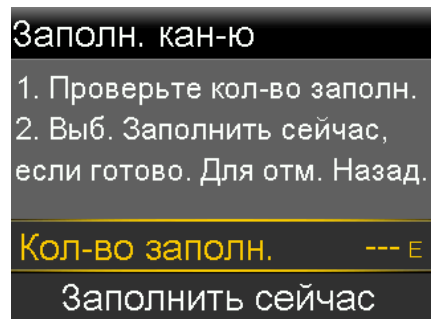 Заполн. кан-ю
1. Проверьте кол-во заполн.
2. Выб. Заполнить сейчас,
если готово. Для отм. Назад.
Кол-во заполн. --- Е
Заполнить сейчас